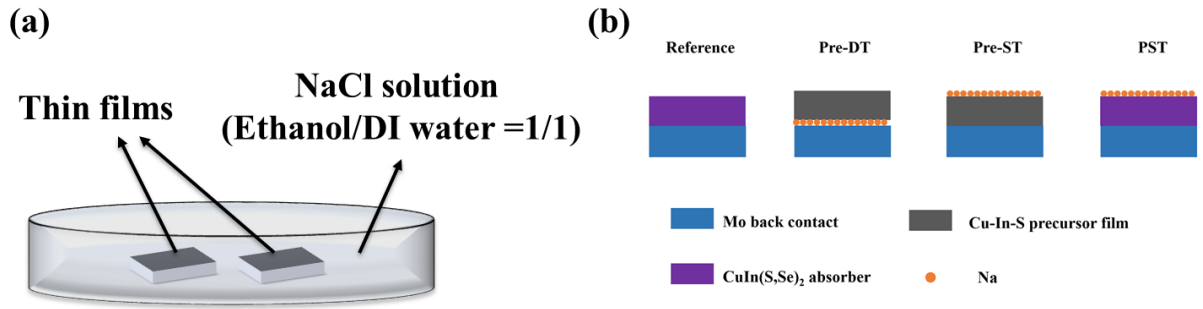 (a)
Thin films
NaCl solution
(Ethanol/DI water =1/1)
(b)
Reference
Pre-DT
Pre-ST
PST
Mo back contact
Cu-In-S precursor film
CuIn(S,Se)₂ absorber
Na